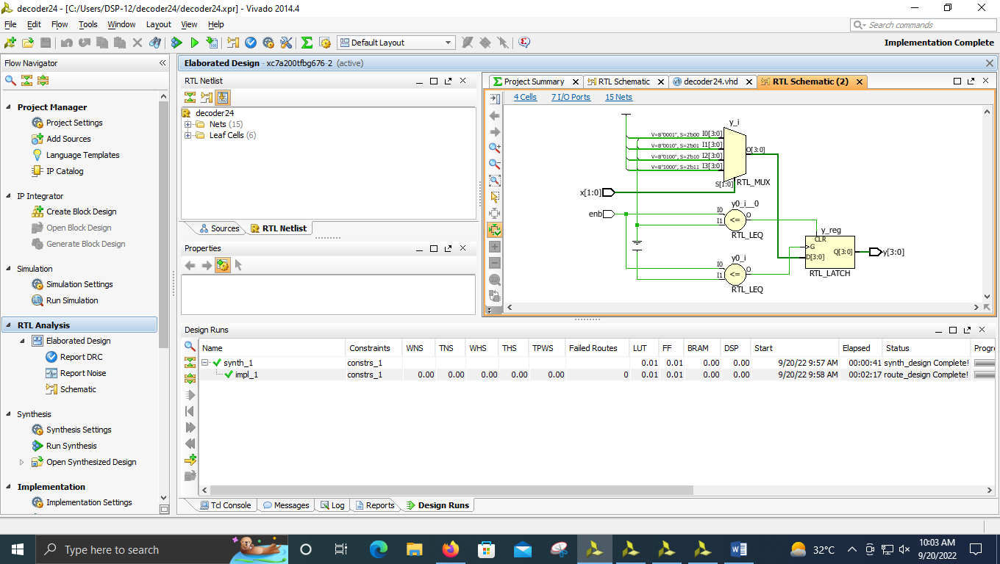 decoder24 - [C:/Users/DSP-12/decoder24/decoder24.xpr] - Vivado 2014.4
File Edit Flow Tools Window Layout View Help
Search commands
Default Layout
Implementation Complete
Flow Navigator
Project Manager
Project Settings
Add Sources
Language Templates
IP Catalog
IP Integrator
Create Block Design
Open Block Design
Generate Block Design
Simulation
Simulation Settings
Run Simulation
RTL Analysis
Elaborated Design
Report DRC
Report Noise
Schematic
Synthesis
Synthesis Settings
Run Synthesis
Open Synthesized Design
Implementation
Implementation Settings
Elaborated Design - xc7a200tfbg676-2 (active)
RTL Netlist
decoder24
Nets (15)
Leaf Cells (6)
Sources RTL Netlist
Properties
Project Summary RTL Schematic decoder24.vhd RTL Schematic (2)
4 Cells 7 I/O Ports 15 Nets
y_i
V=B"0001", S=2'b00 I0[3:0]
V=B"0010", S=2'b01 I1[3:0]
V=B"0100", S=2'b10 I2[3:0]
V=B"1000", S=2'b11 I3[3:0]
O[3:0]
S[1:0] RTL_MUX
x[1:0]
enb
y0_i__0
I0
I1
<=
O
RTL_LEQ
y0_i
I0
I1
<=
O
RTL_LEQ
y_reg
CLR
G
D[3:0]
Q[3:0]
RTL_LATCH
y[3:0]
Design Runs
Name Constraints WNS TNS WHS THS TPWS Failed Routes LUT FF BRAM DSP Start Elapsed Status Progre
synth_1 constrs_1 0.01 0.01 0.00 0.00 9/20/22 9:57 AM 00:00:41 synth_design Complete!
impl_1 constrs_1 0.00 0.00 0.00 0.00 0.00 0 0.01 0.01 0.00 0.00 9/20/22 9:58 AM 00:02:17 route_design Complete!
Tcl Console Messages Log Reports Design Runs
Type here to search
32°C
10:03 AM
9/20/2022